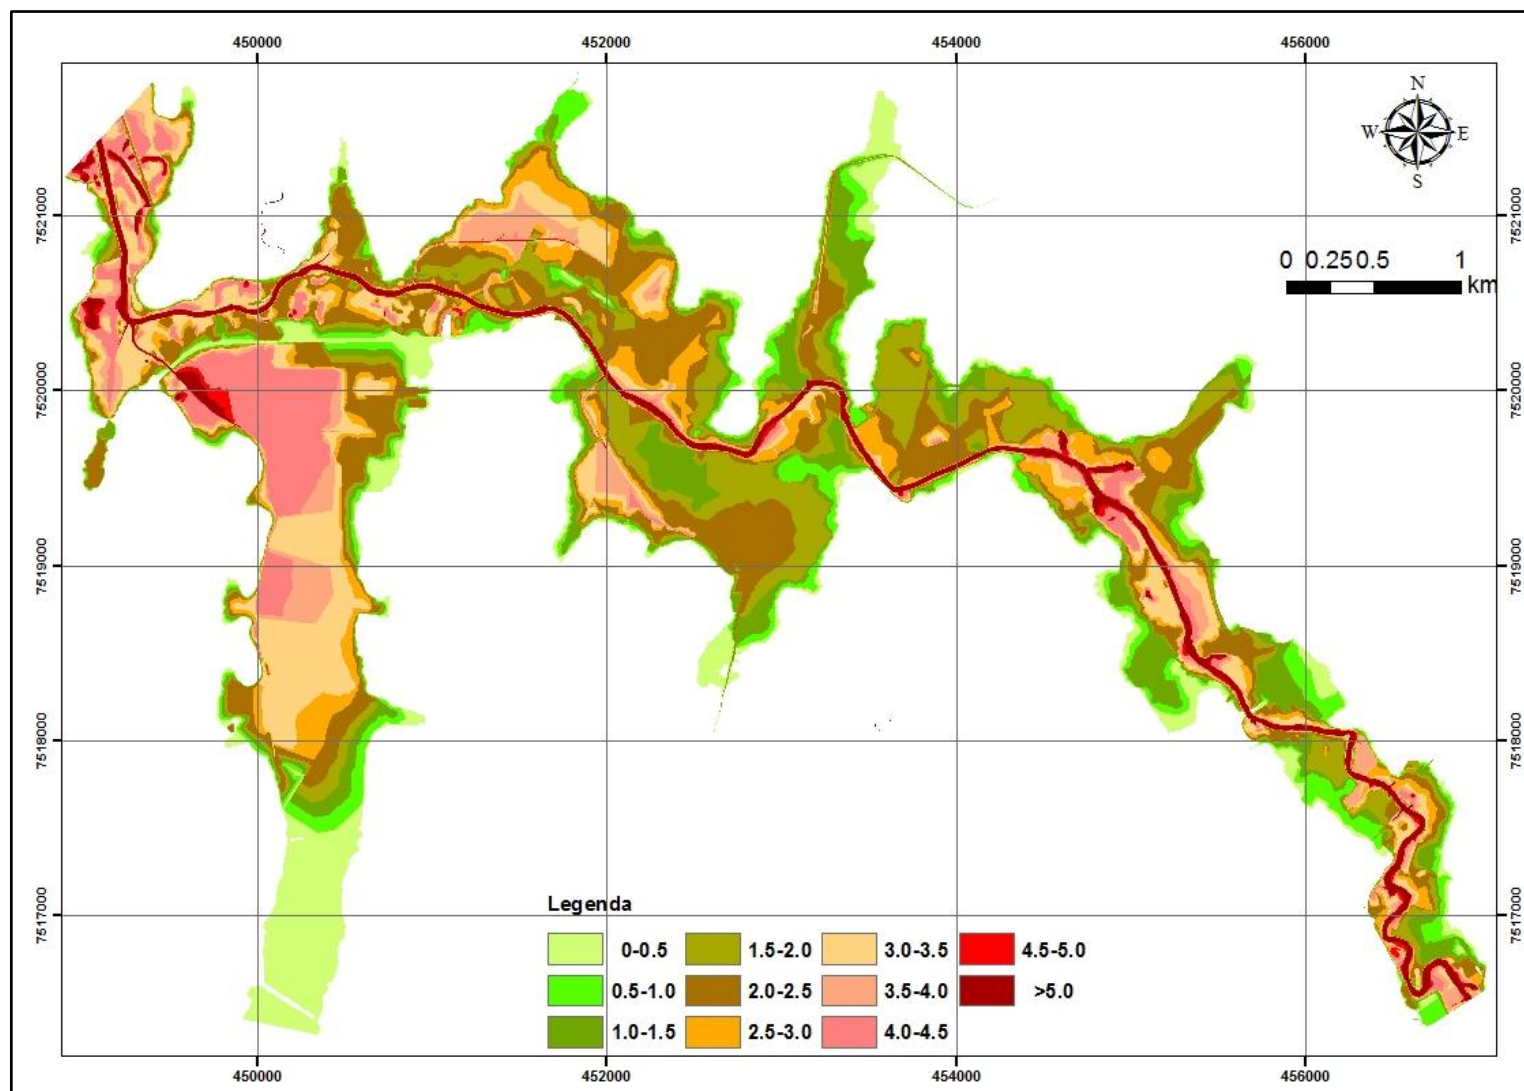 450000 452000 454000 456000
N
W E
S
7521000 7521000
0 0.25 0.5 1
km
7520000 7520000
7519000 7519000
7518000 7518000
Legenda
7517000 7517000
0-0.5 1.5-2.0 3.0-3.5 4.5-5.0
0.5-1.0 2.0-2.5 3.5-4.0 >5.0
1.0-1.5 2.5-3.0 4.0-4.5
450000 452000 454000 456000